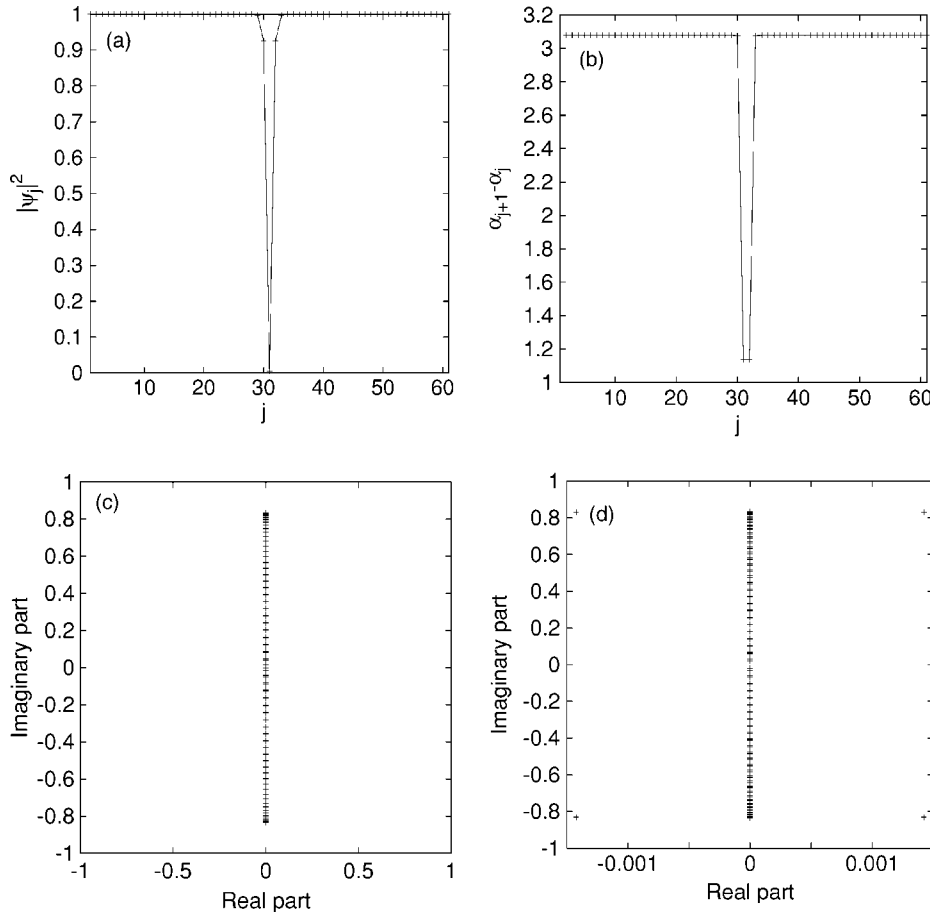 (a)
1
0.9
0.8
0.7
0.6
0.5
0.4
0.3
0.2
0.1
0
|ψj|²
10 20 30 40 50 60
j
(b)
3.2
3
2.8
2.6
2.4
2.2
2
1.8
1.6
1.4
1.2
1
αj+1-αj
10 20 30 40 50 60
j
(c)
1
0.8
0.6
0.4
0.2
0
-0.2
-0.4
-0.6
-0.8
-1
Imaginary part
-1 -0.5 0 0.5 1
Real part
(d)
1
0.8
0.6
0.4
0.2
0
-0.2
-0.4
-0.6
-0.8
-1
Imaginary part
-0.001 0 0.001
Real part